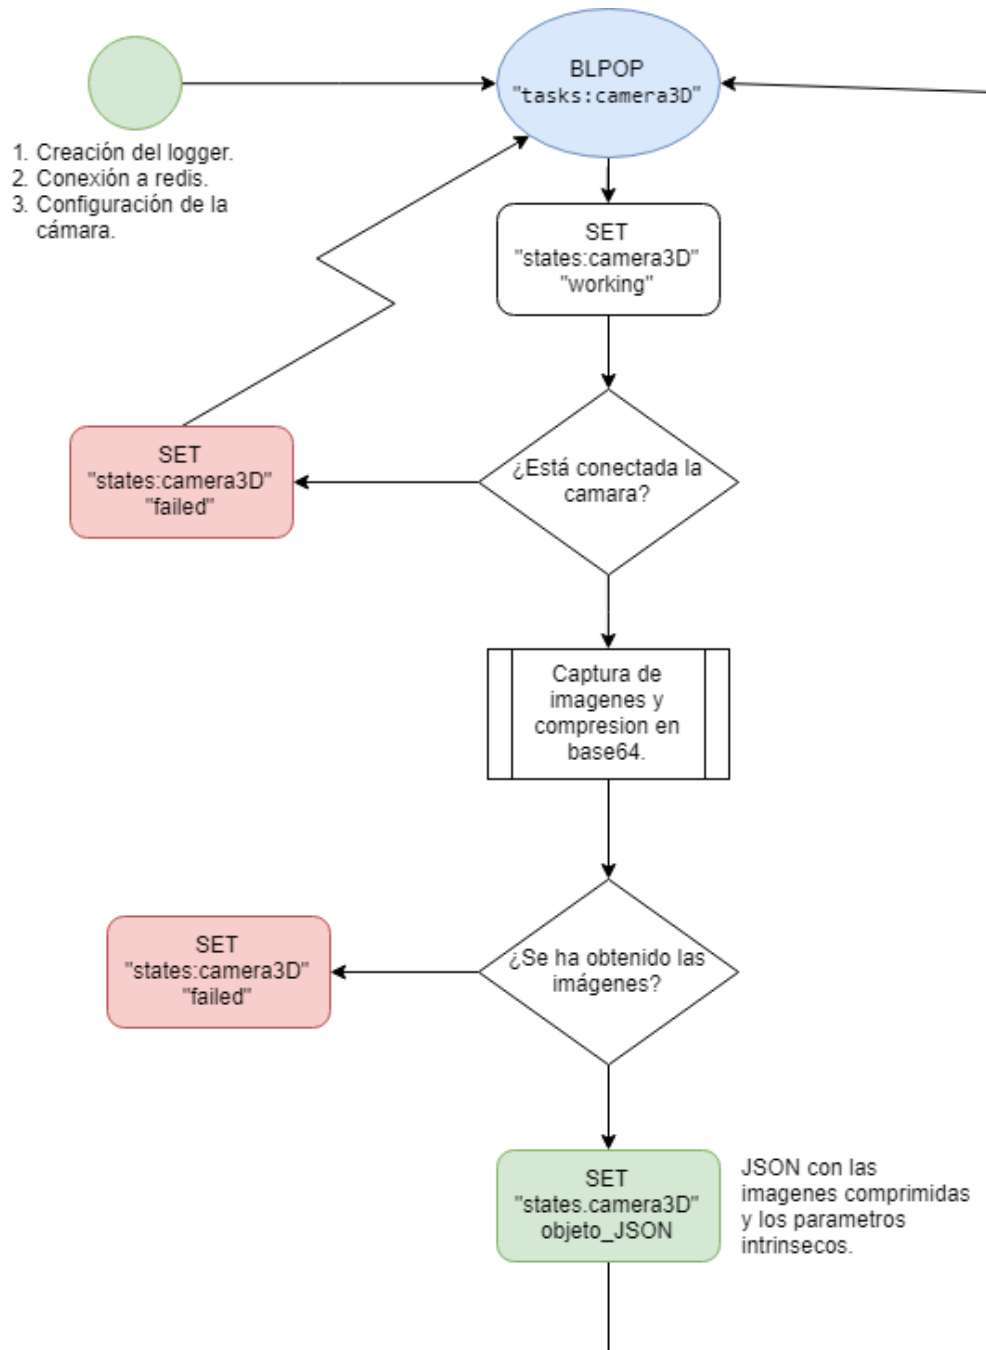 BLPOP
"tasks:camera3D"
1. Creación del logger.
2. Conexión a redis.
3. Configuración de la
cámara.
SET
"states:camera3D"
"working"
¿Está conectada la
camara?
SET
"states:camera3D"
"failed"
Captura de
imagenes y
compresion en
base64.
¿Se ha obtenido las
imágenes?
SET
"states:camera3D"
"failed"
SET
"states.camera3D"
objeto_JSON
JSON con las
imagenes comprimidas
y los parametros
intrinsecos.